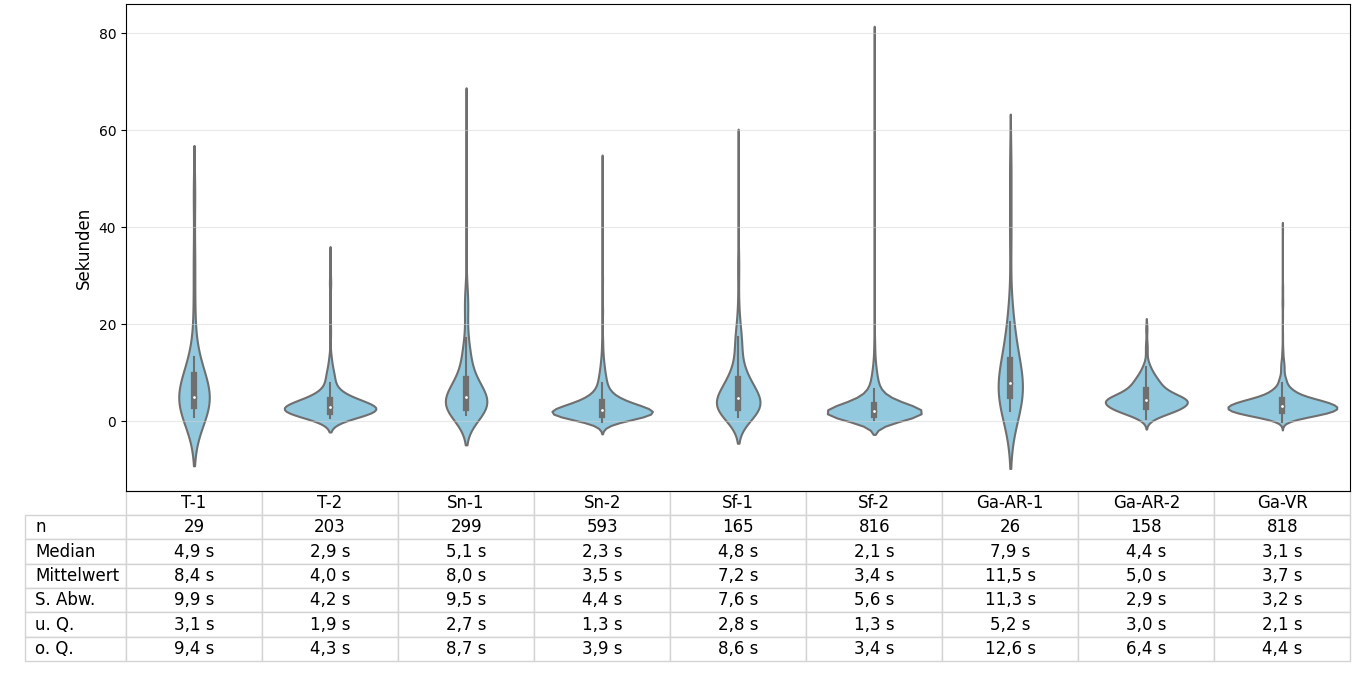 80
60
40
20
0
Sekunden
T-1 T-2 Sn-1 Sn-2 Sf-1 Sf-2 Ga-AR-1 Ga-AR-2 Ga-VR
n 29 203 299 593 165 816 26 158 818
Median 4,9 s 2,9 s 5,1 s 2,3 s 4,8 s 2,1 s 7,9 s 4,4 s 3,1 s
Mittelwert 8,4 s 4,0 s 8,0 s 3,5 s 7,2 s 3,4 s 11,5 s 5,0 s 3,7 s
S. Abw. 9,9 s 4,2 s 9,5 s 4,4 s 7,6 s 5,6 s 11,3 s 2,9 s 3,2 s
u. Q. 3,1 s 1,9 s 2,7 s 1,3 s 2,8 s 1,3 s 5,2 s 3,0 s 2,1 s
o. Q. 9,4 s 4,3 s 8,7 s 3,9 s 8,6 s 3,4 s 12,6 s 6,4 s 4,4 s